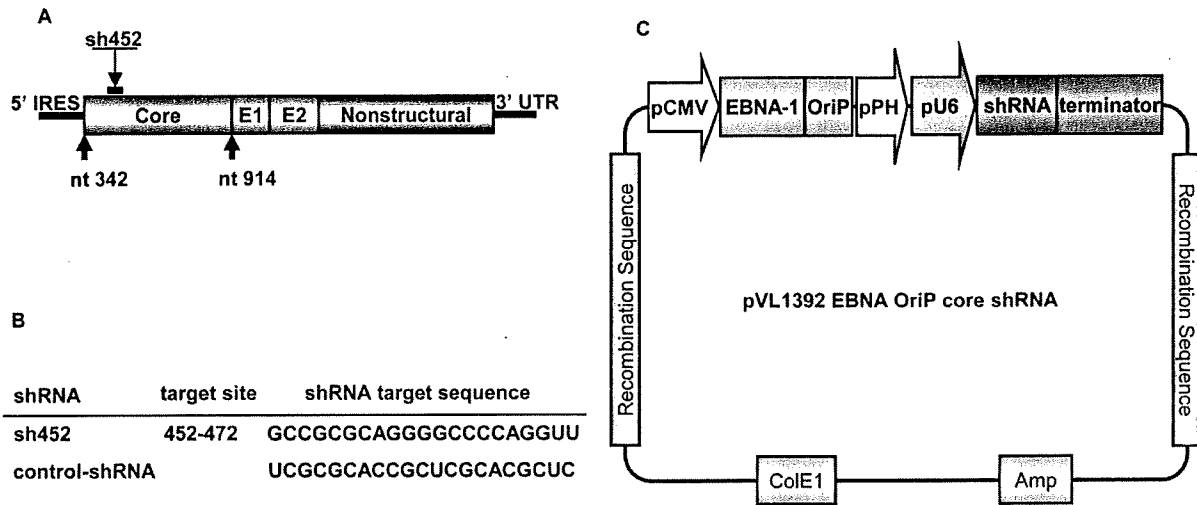 A
sh452
5' IRES
Core
E1
E2
Nonstructural
3' UTR
nt 342
nt 914
B
shRNA target site shRNA target sequence
sh452 452-472 GCCGCGCAGGGGCCCCAGGUU
control-shRNA UCGCGCACCGCUCGCACGCUC
C
pCMV
EBNA-1
OriP
pPH
pU6
shRNA
terminator
Recombination Sequence
Recombination Sequence
pVL1392 EBNA OriP core shRNA
ColE1
Amp